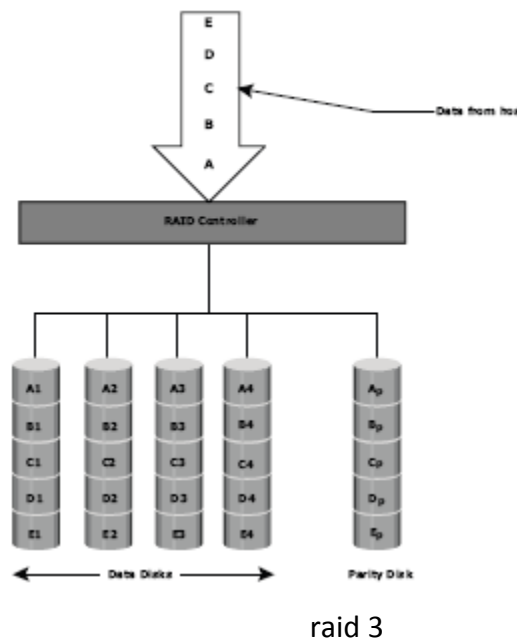 E
D
C
B
A
Data from hos
RAID Controller
A1 A2 A3 A4 Ap
B1 B2 B3 B4 Bp
C1 C2 C3 C4 Cp
D1 D2 D3 D4 Dp
E1 E2 E3 E4 Ep
Data Disks Parity Disk
raid 3